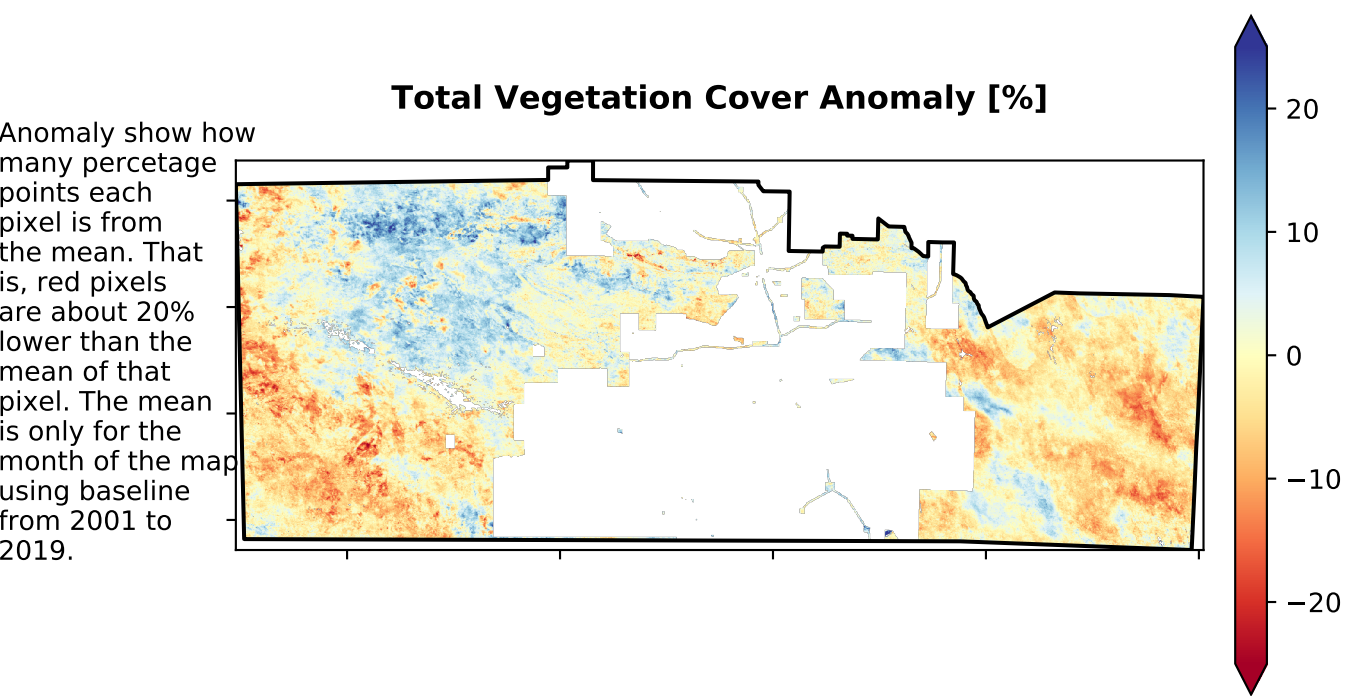 Total Vegetation Cover Anomaly [%]
Anomaly show how
many percetage
points each
pixel is from
the mean. That
is, red pixels
are about 20%
lower than the
mean of that
pixel. The mean
is only for the
month of the map
using baseline
from 2001 to
2019.
20
10
0
−10
−20